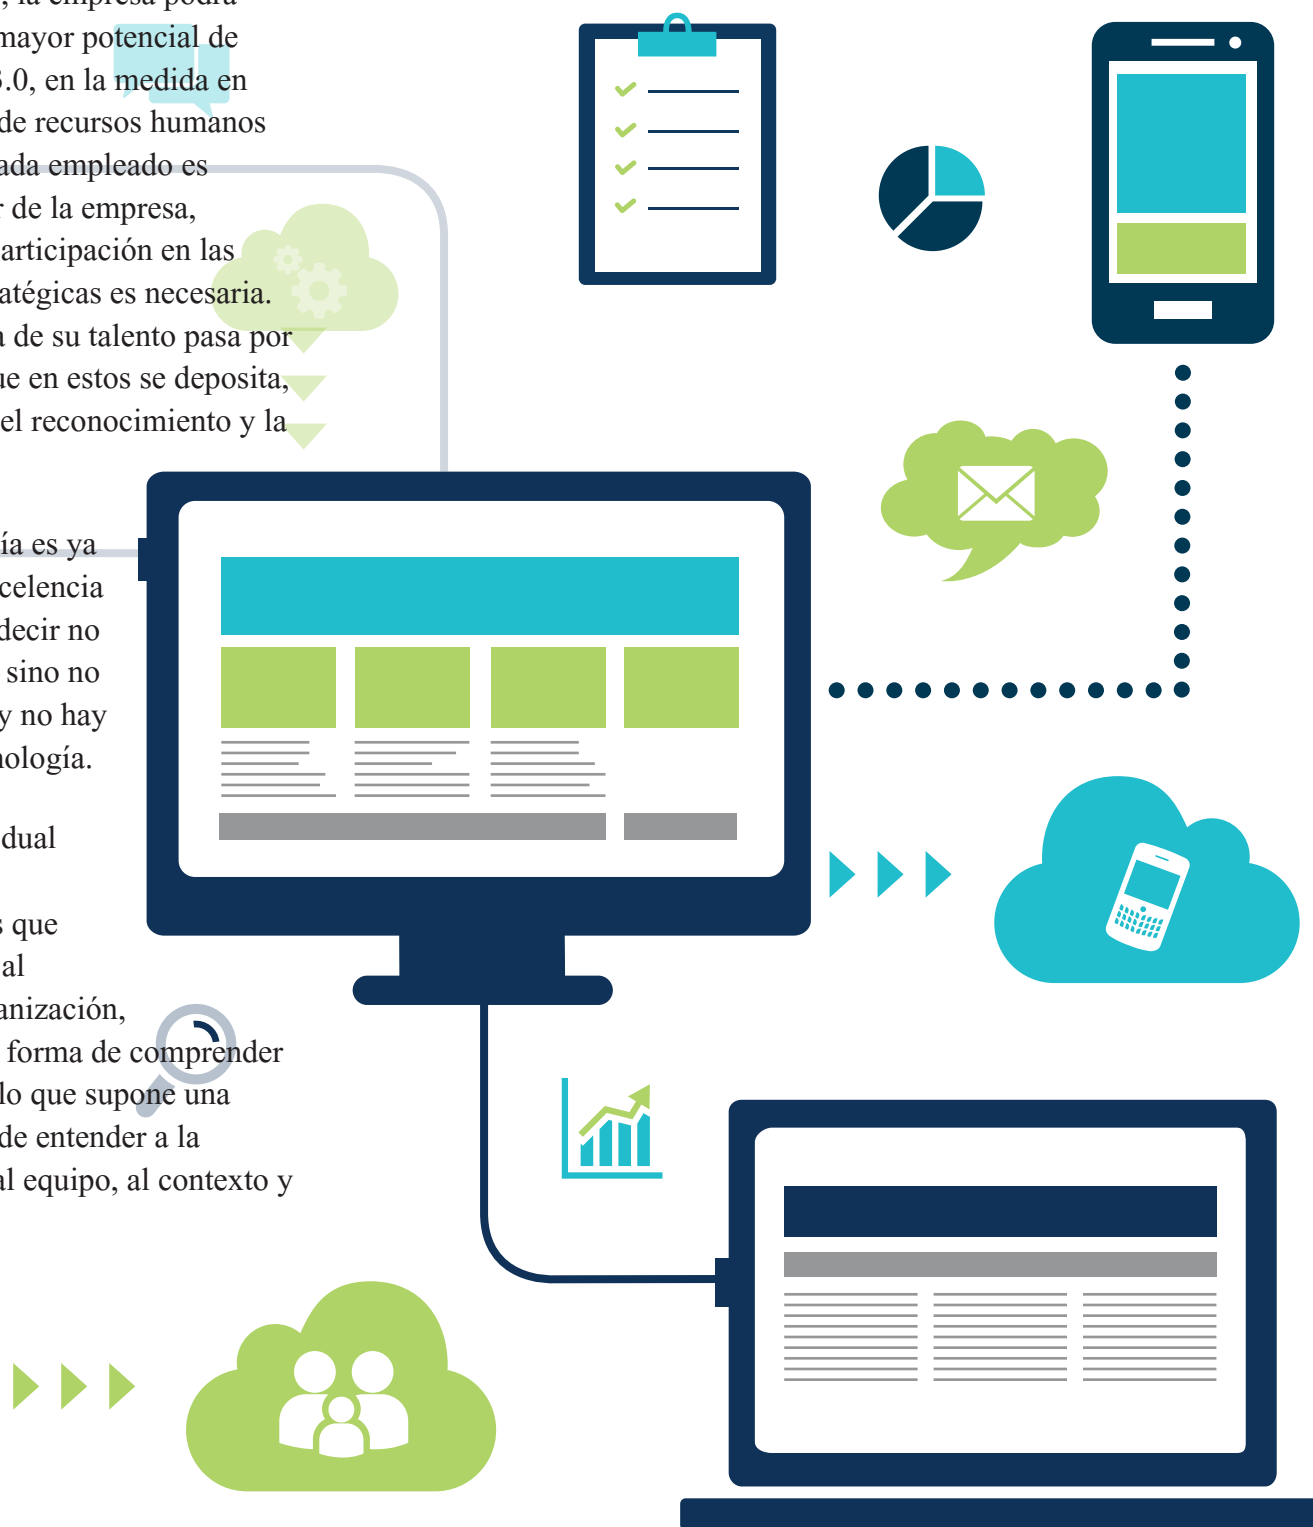 , la empresa podrá
mayor potencial de
3.0, en la medida en
de recursos humanos
ada empleado es
r de la empresa,
articipación en las
atégicas es necesaria.
a de su talento pasa por
ue en estos se deposita,
el reconocimiento y la
ía es ya
celencia
decir no
sino no
y no hay
nología.
dual
s que
al
anización,
forma de comprender
lo que supone una
de entender a la
al equipo, al contexto y